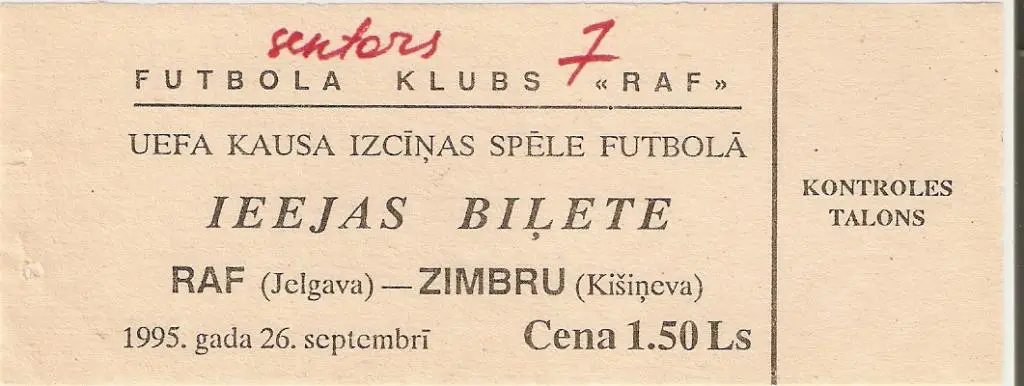 sektors 7
FUTBOLA KLUBS «RAF»
UEFA KAUSA IZCĪŅAS SPĒLE FUTBOLĀ
IEEJAS BIĻETE
RAF (Jelgava) — ZIMBRU (Kišiņeva)
1995. gada 26. septembrī Cena 1.50 Ls
KONTROLES
TALONS